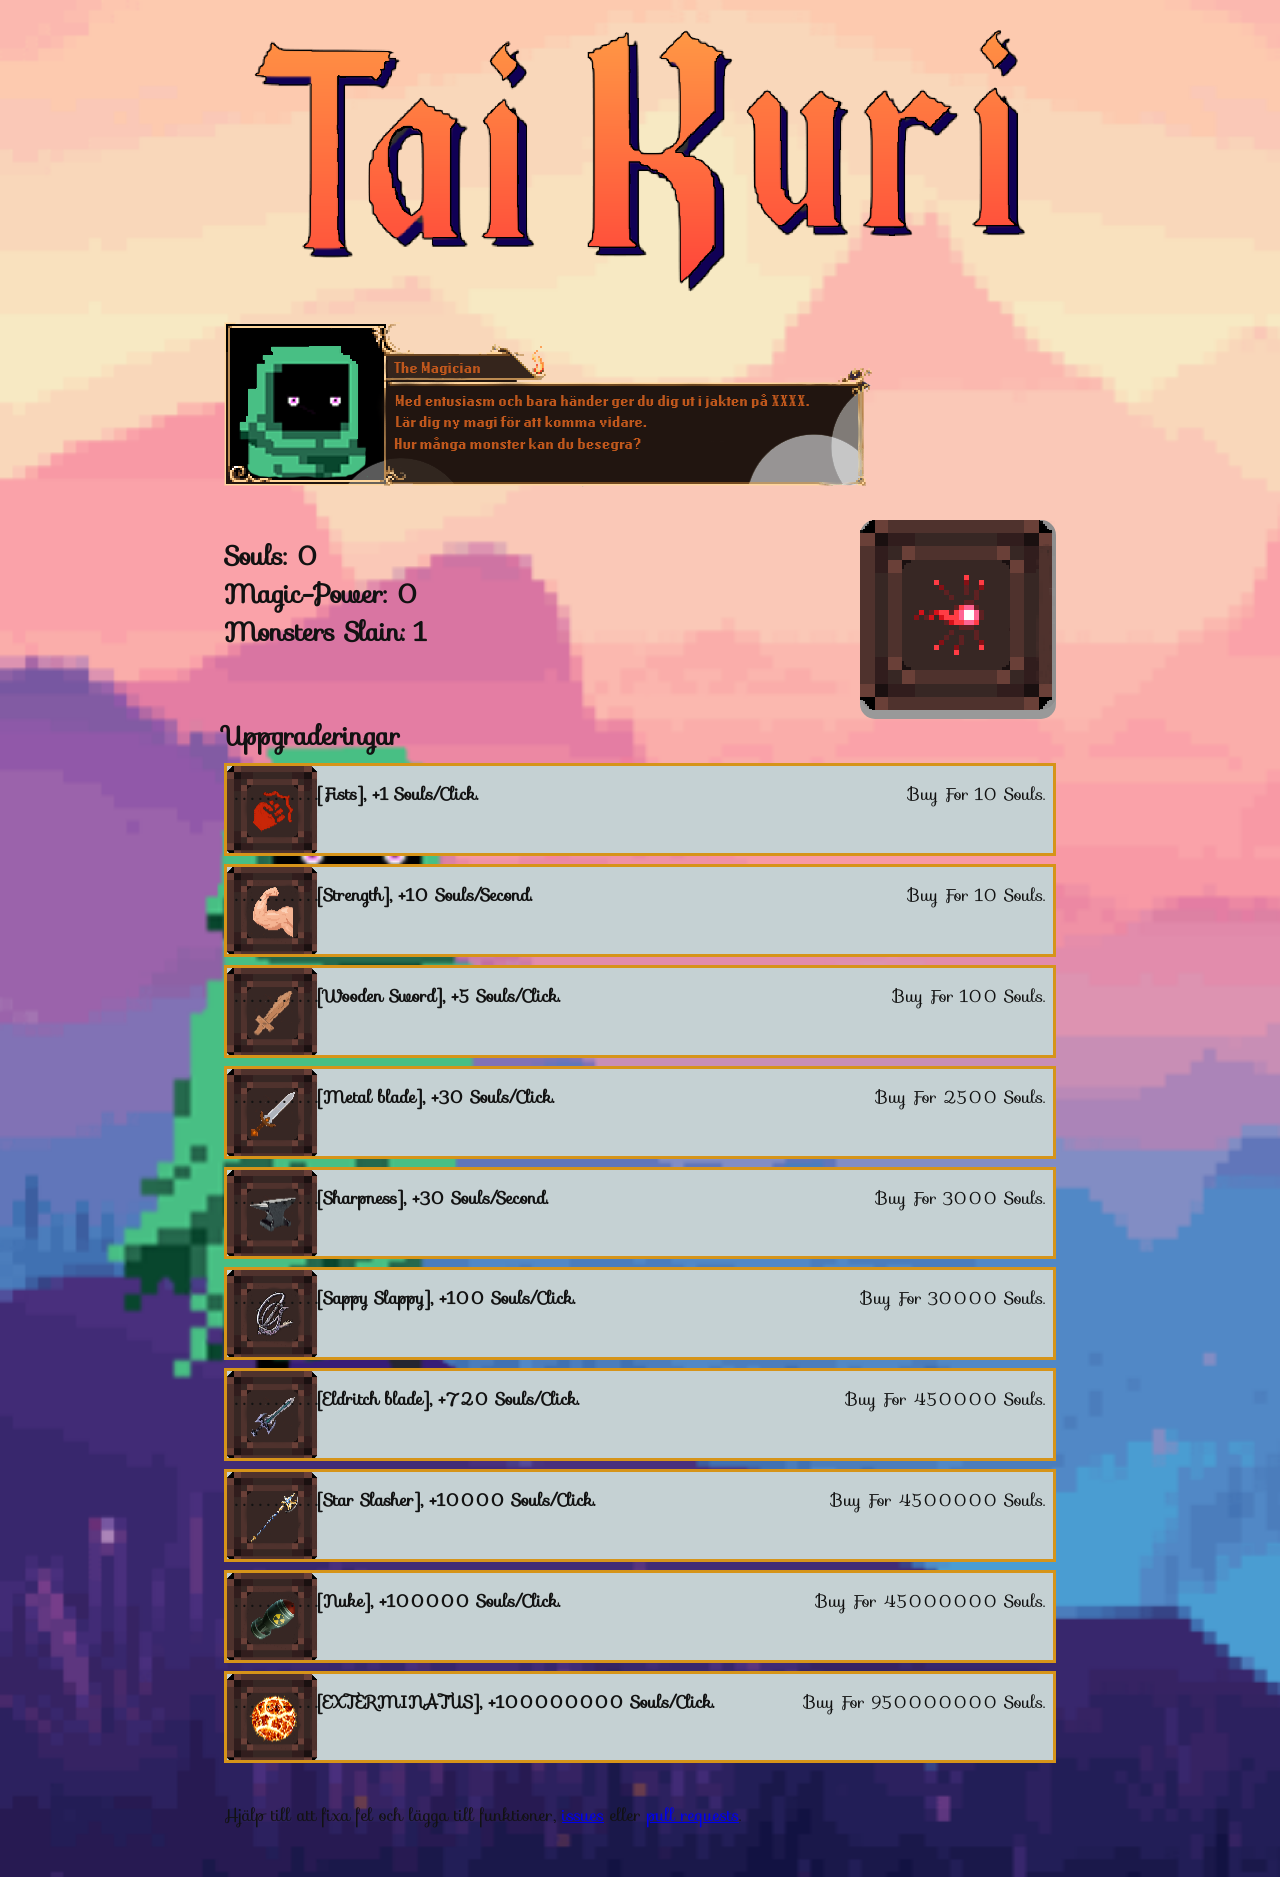 Tai Kuri
The Magician
Med entusiasm och bara händer ger du dig ut i jakten på XXXX.
Lär dig ny magi för att komma vidare.
Hur många monster kan du besegra?
Souls: 0
Magic-Power: 0
Monsters Slain: 1
Uppgraderingar
[Fists], +1 Souls/Click. Buy For 10 Souls.
[Strength], +10 Souls/Second. Buy For 10 Souls.
[Wooden Sword], +5 Souls/Click. Buy For 100 Souls.
[Metal blade], +30 Souls/Click. Buy For 2500 Souls.
[Sharpness], +30 Souls/Second. Buy For 3000 Souls.
[Sappy Slappy], +100 Souls/Click. Buy For 30000 Souls.
[Eldritch blade], +720 Souls/Click. Buy For 450000 Souls.
[Star Slasher], +10000 Souls/Click. Buy For 4500000 Souls.
[Nuke], +100000 Souls/Click. Buy For 45000000 Souls.
[EXTERMINATUS], +100000000 Souls/Click. Buy For 950000000 Souls.
Hjälp till att fixa fel och lägga till funktioner, issues eller pull requests.